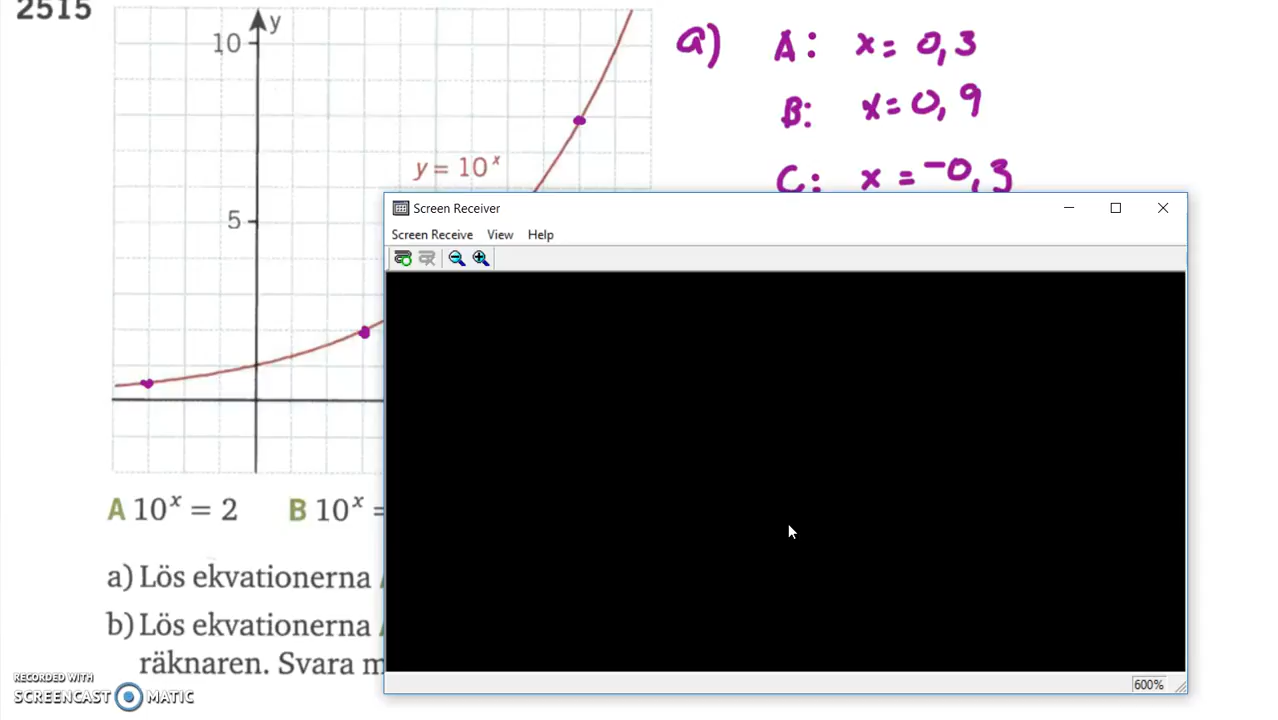 2515
y
10
5
y = 10^x
a) A: x = 0,3
B: x = 0,9
C: x = -0,3
Screen Receiver
Screen Receive View Help
600%
A 10^x = 2 B 10^x =
a) Lös ekvationerna
b) Lös ekvationerna
räknaren. Svara m
RECORDED WITH
SCREENCAST MATIC